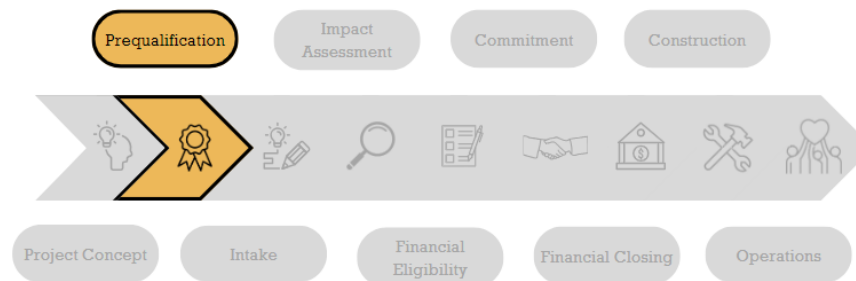 Prequalification
Impact
Assessment
Commitment
Construction
$
Project Concept
Intake
Financial
Eligibility
Financial Closing
Operations